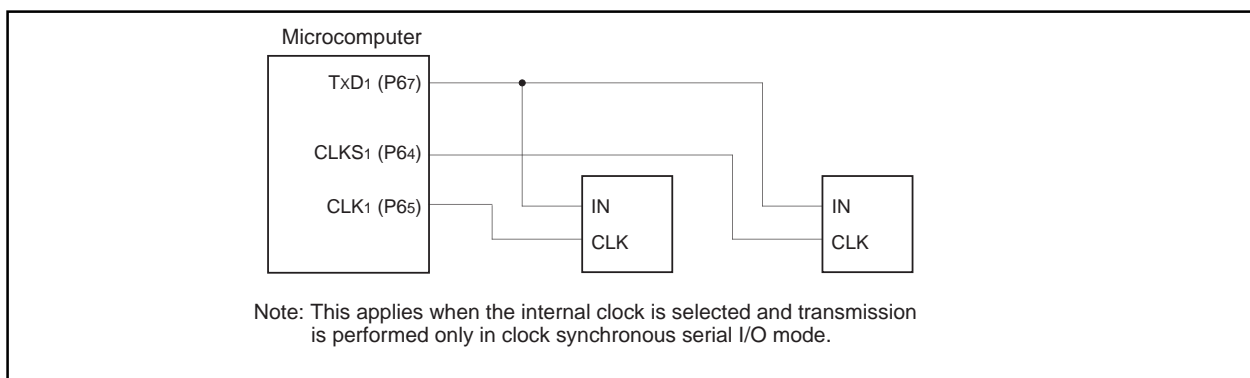 Microcomputer
TxD1 (P67)
CLKS1 (P64)
CLK1 (P65)
IN
CLK
IN
CLK
Note: This applies when the internal clock is selected and transmission
is performed only in clock synchronous serial I/O mode.